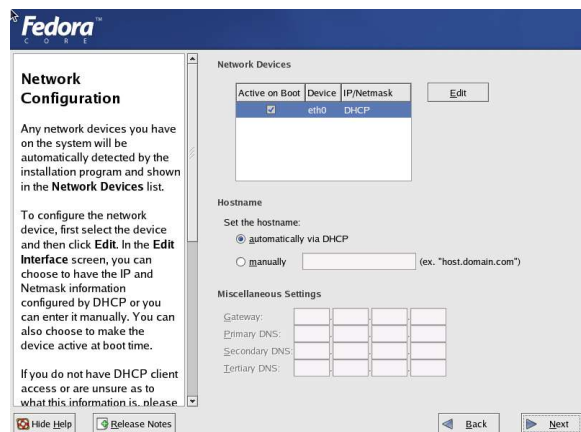 Fedora™
CORE
Network
Configuration
Any network devices you have
on the system will be
automatically detected by the
installation program and shown
in the Network Devices list.
To configure the network
device, first select the device
and then click Edit. In the Edit
Interface screen, you can
choose to have the IP and
Netmask information
configured by DHCP or you
can enter it manually. You can
also choose to make the
device active at boot time.
If you do not have DHCP client
access or are unsure as to
what this information is, please
Network Devices
Active on Boot Device IP/Netmask
eth0 DHCP
Edit
Hostname
Set the hostname:
automatically via DHCP
manually (ex. "host.domain.com")
Miscellaneous Settings
Gateway:
Primary DNS:
Secondary DNS:
Tertiary DNS:
Hide Help
Release Notes
Back
Next